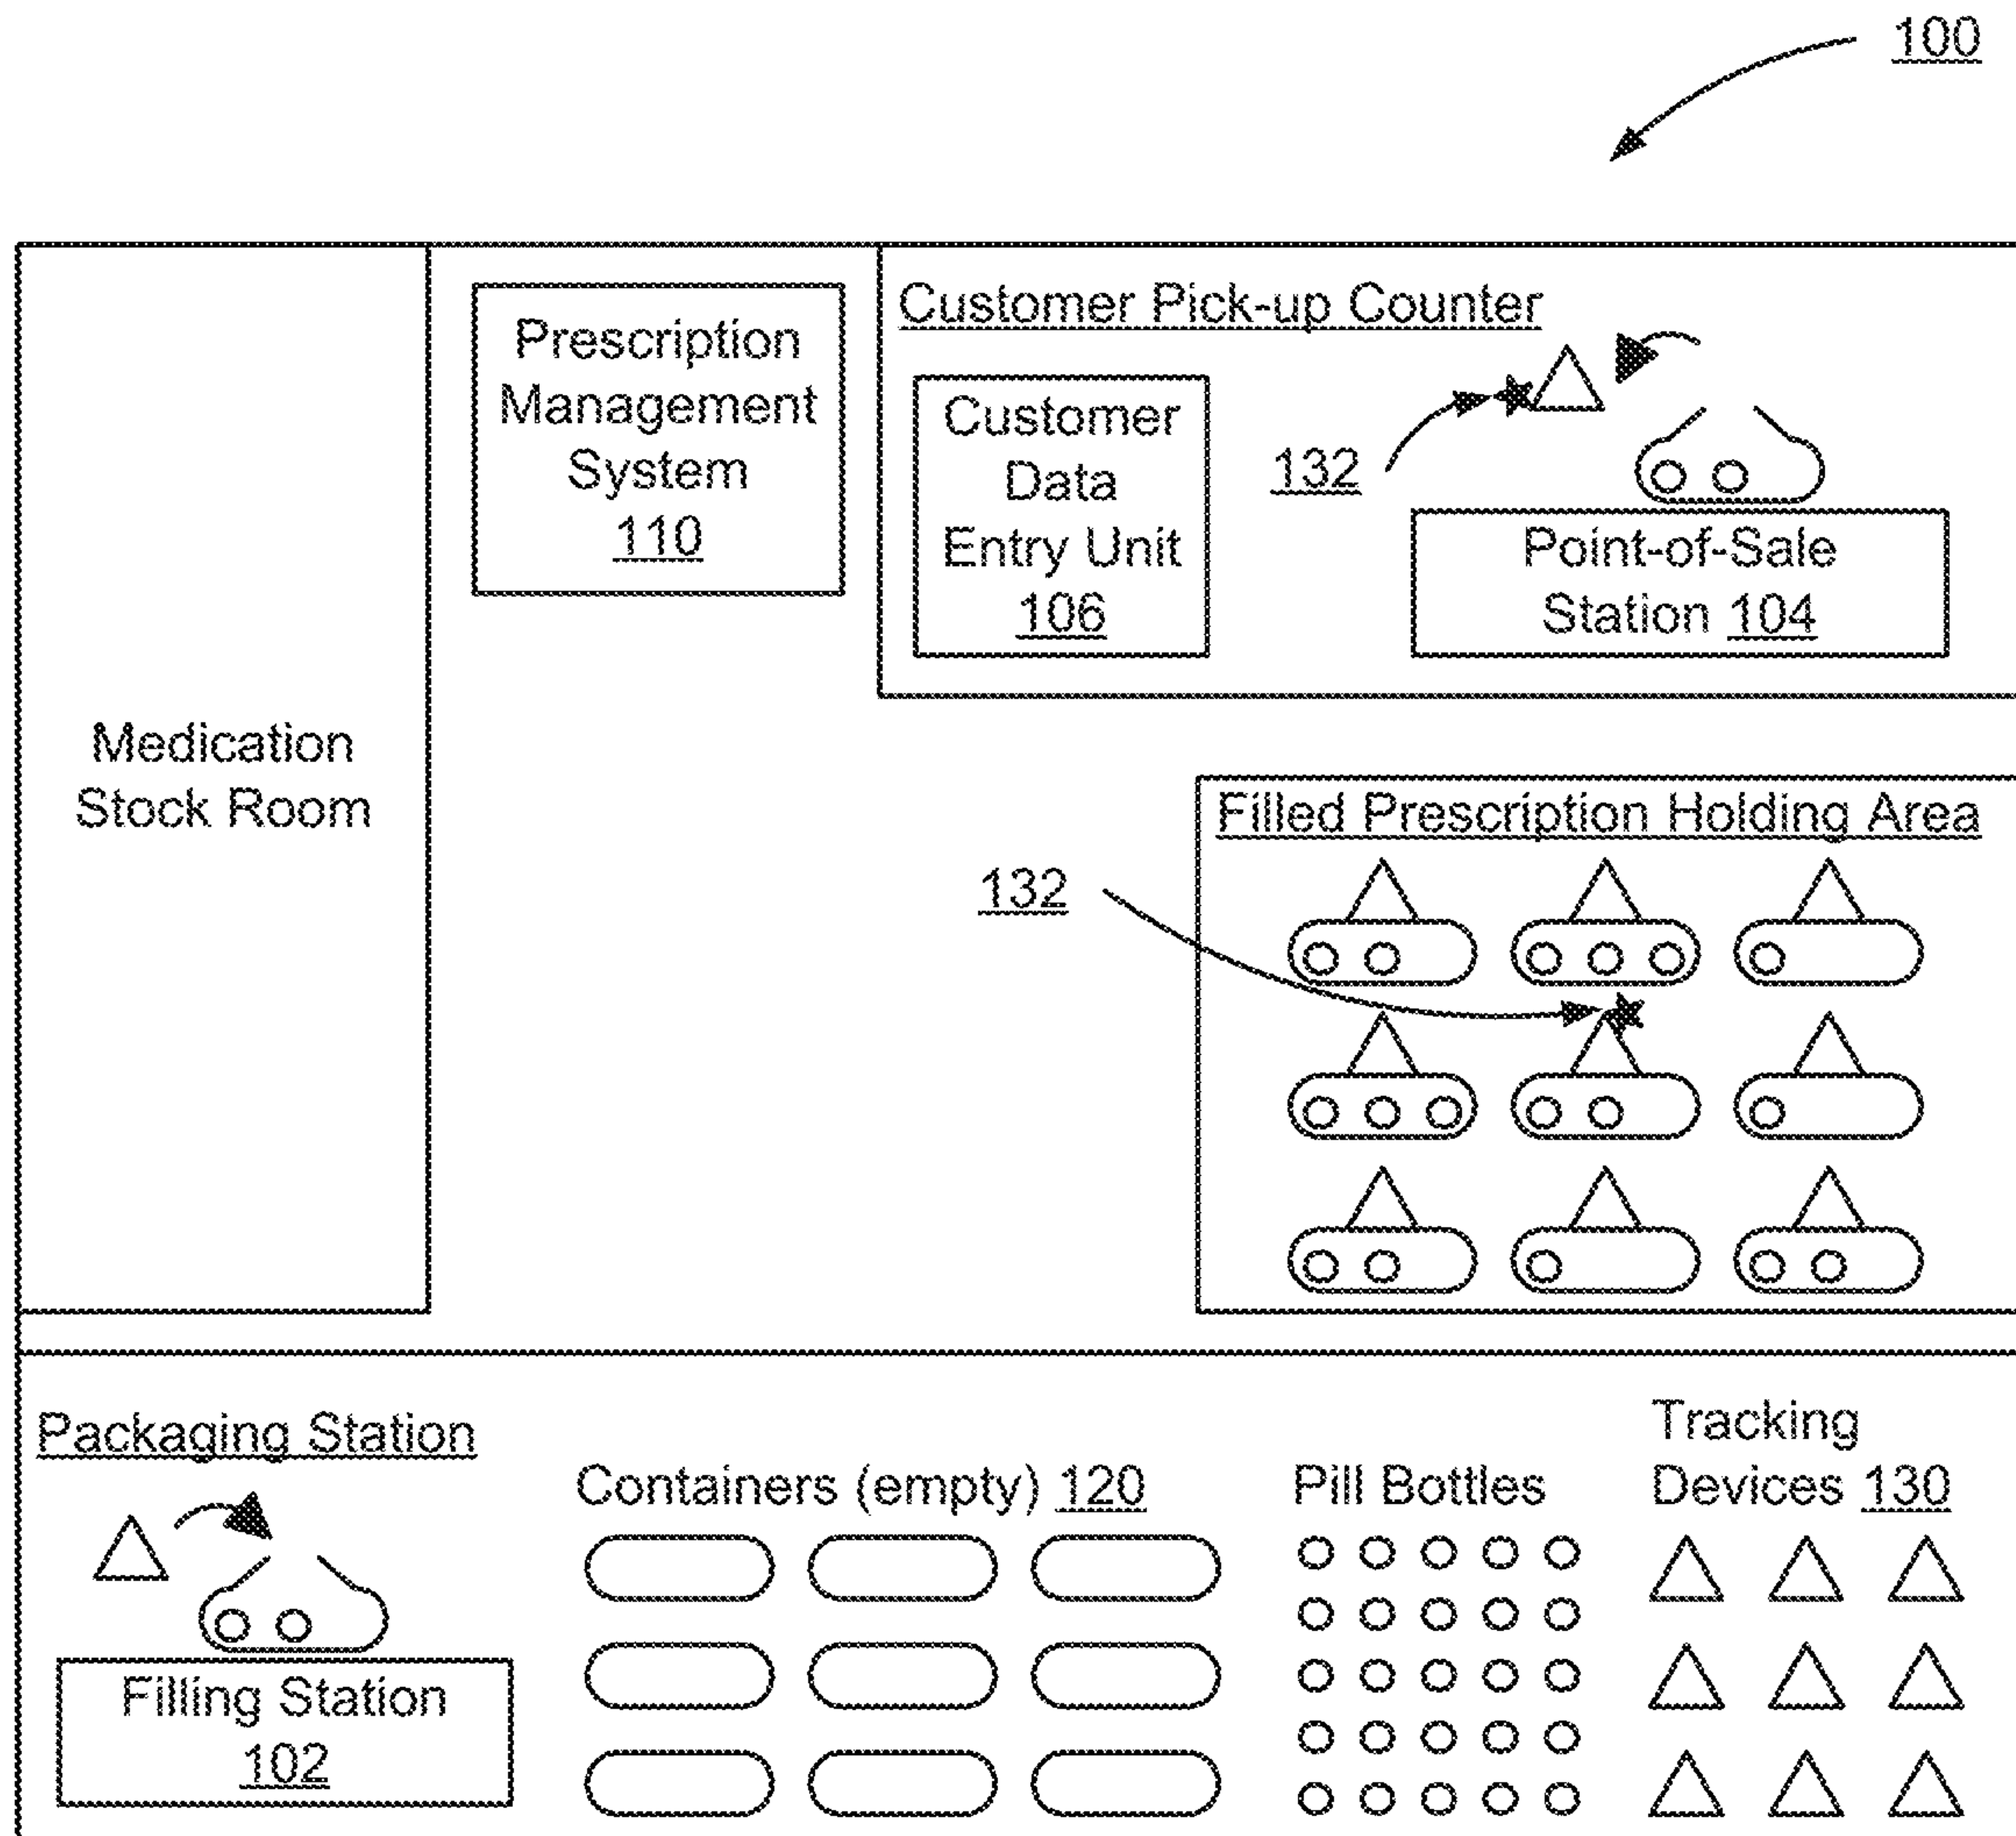 100
Prescription
Management
System
110
Customer Pick-up Counter
Customer
Data
Entry Unit
106
132
Point-of-Sale
Station 104
Medication
Stock Room
Filled Prescription Holding Area
132
Packaging Station
Filling Station
102
Containers (empty) 120
Pill Bottles
Tracking
Devices 130